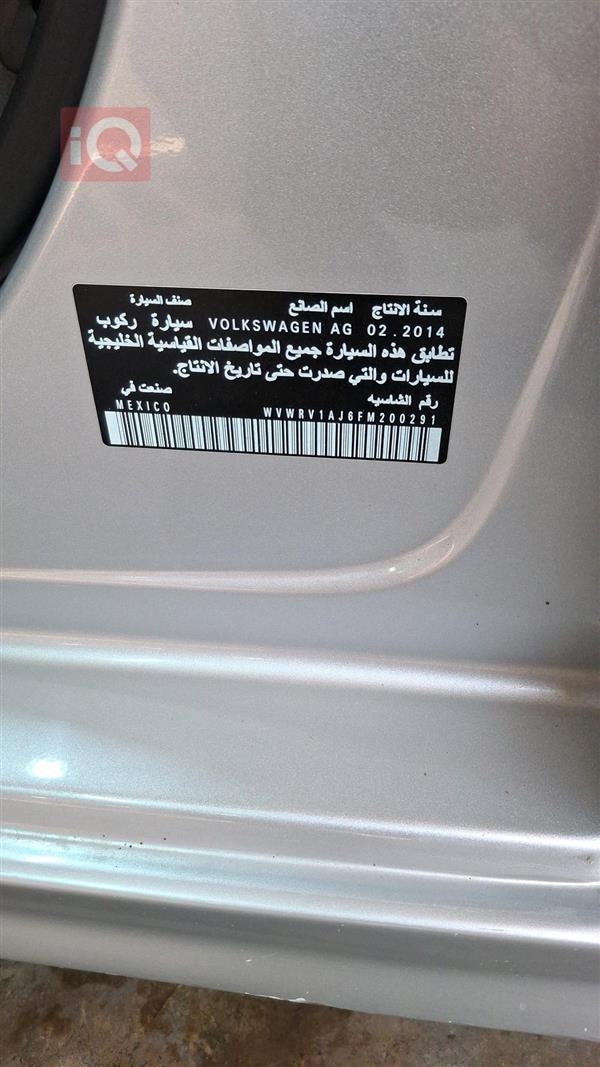 iQ
سنة الانتاج اسم الصانع صنف السيارة
02.2014 VOLKSWAGEN AG سيارة ركوب
تطابق هذه السيارة جميع المواصفات القياسية الخليجية
للسيارات والتي صدرت حتى تاريخ الانتاج.
رقم الشاسيه صنعت في
WVWRV1AJ6FM200291 MEXICO